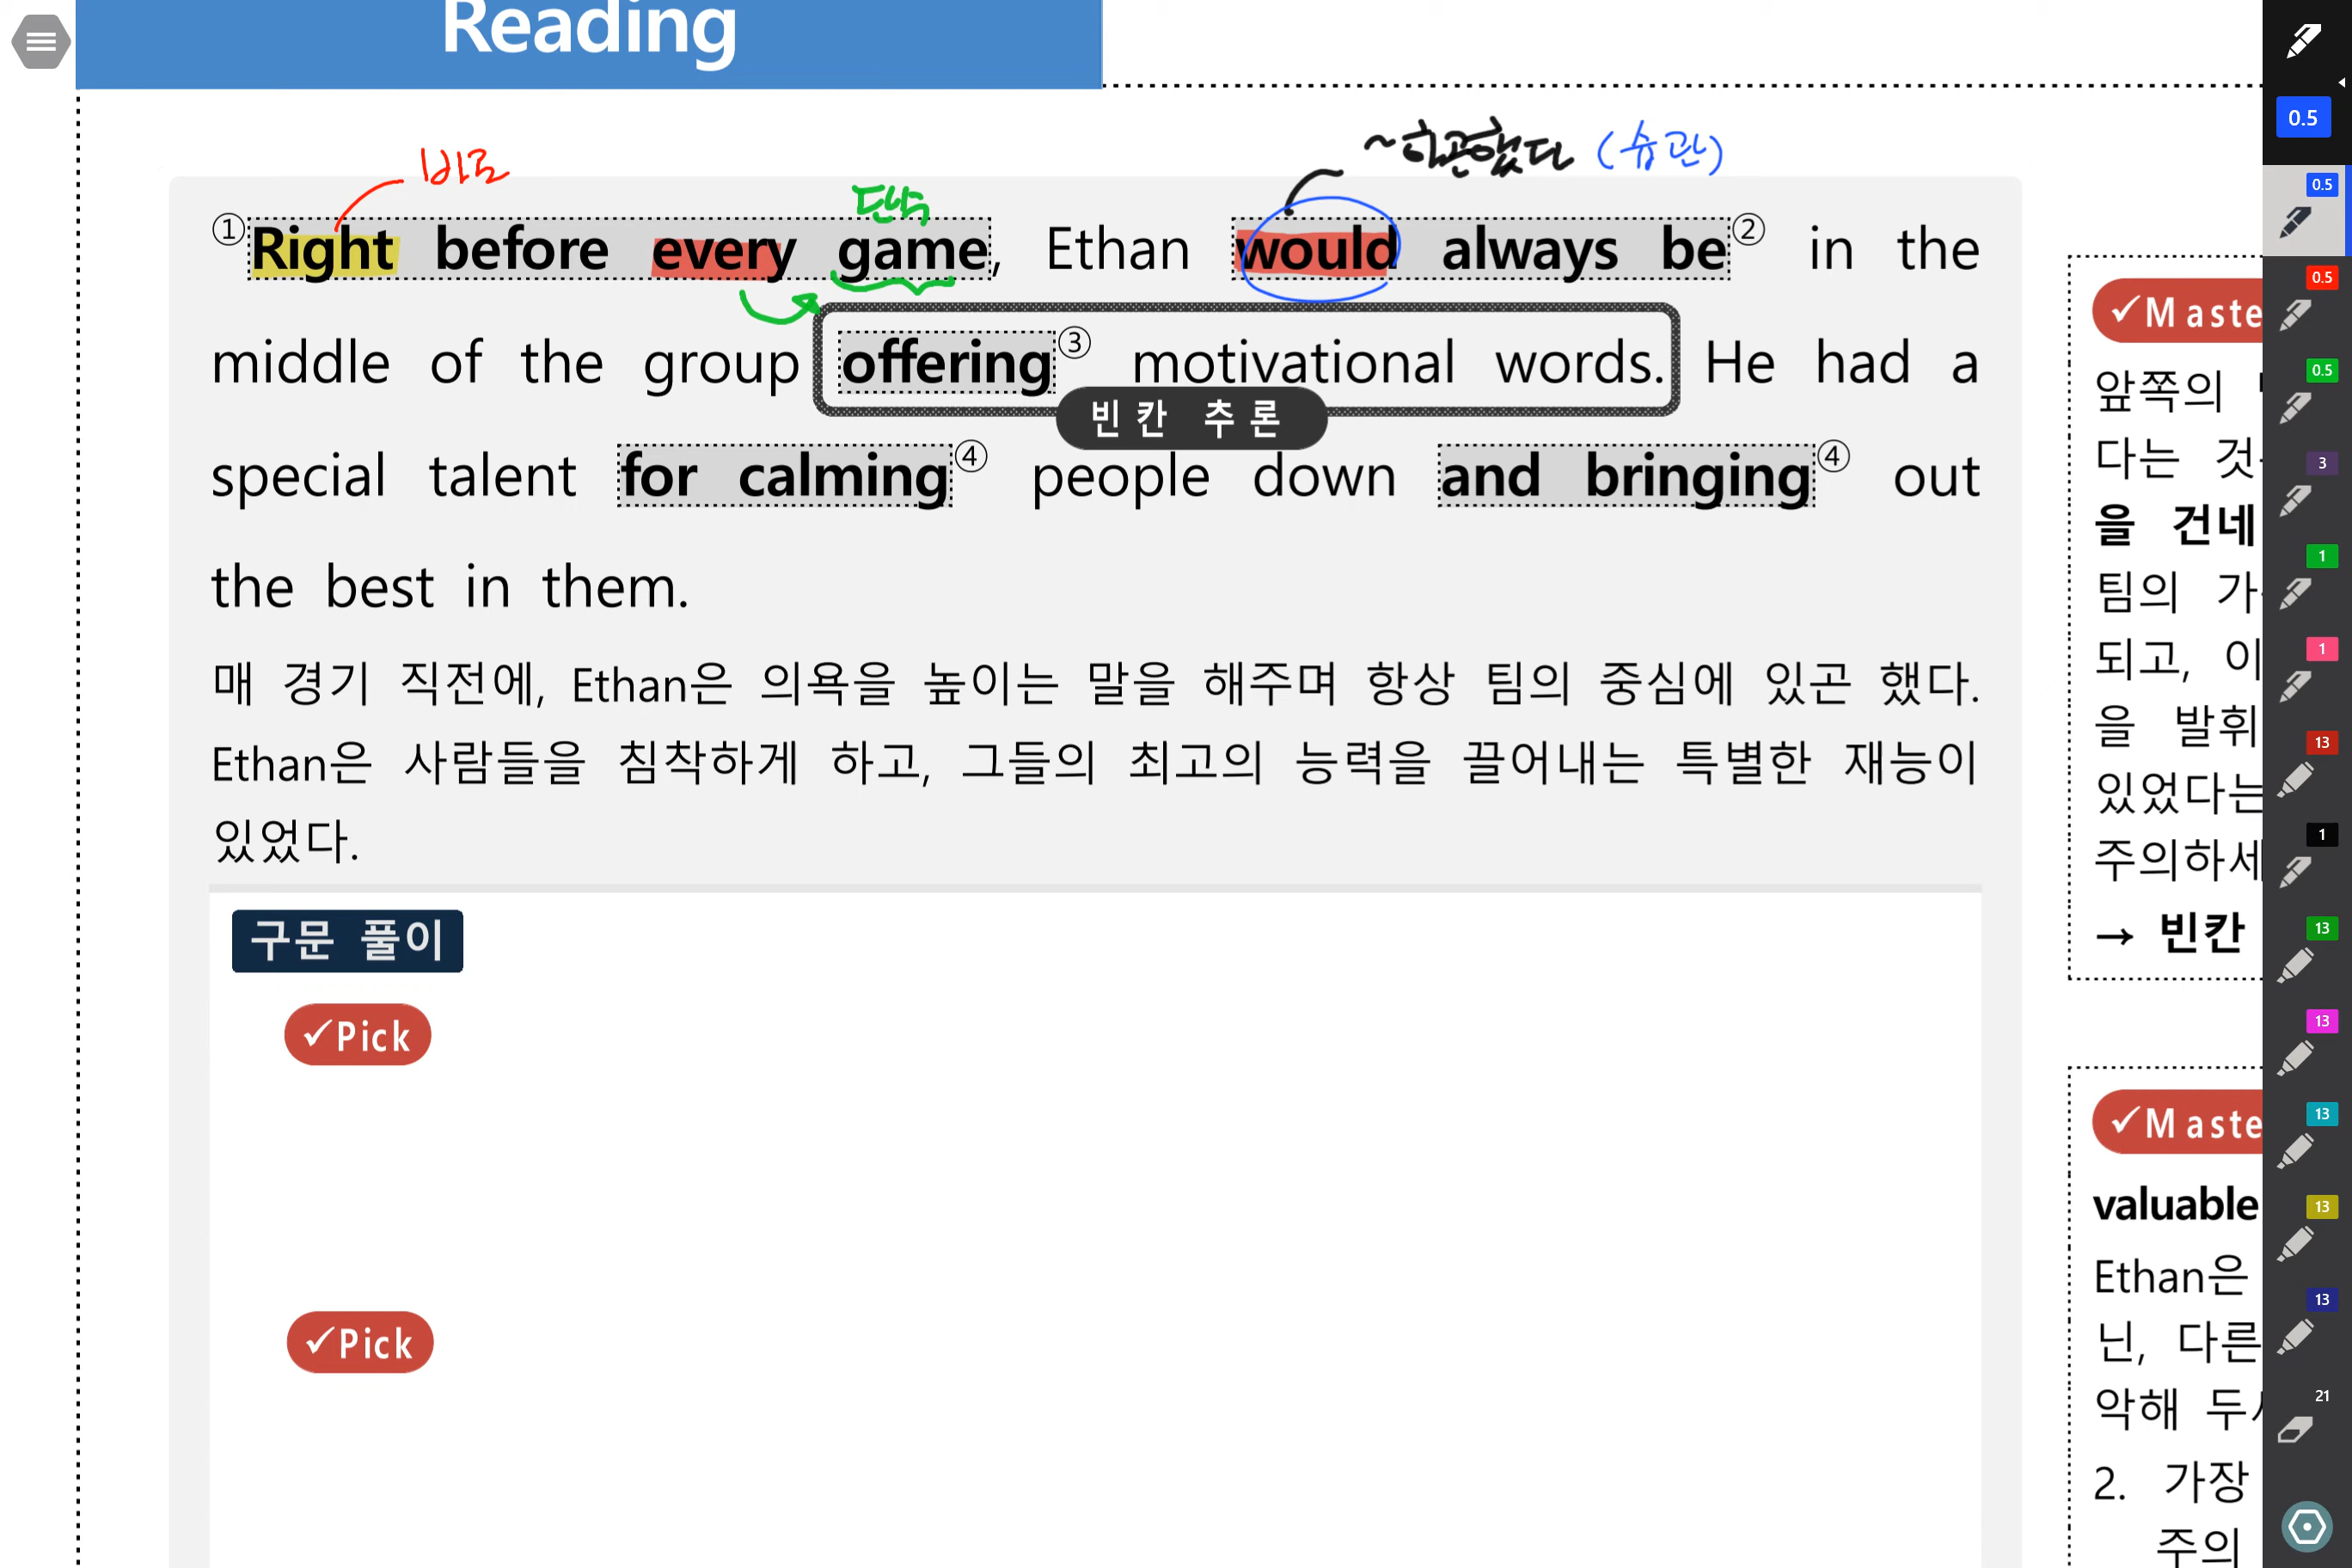 Reading
바로
단수
~하곤했다 (습관)
①Right before every game, Ethan would always be② in the
middle of the group offering③ motivational words. He had a
빈칸 추론
special talent for calming④ people down and bringing④ out
the best in them.
매 경기 직전에, Ethan은 의욕을 높이는 말을 해주며 항상 팀의 중심에 있곤 했다.
Ethan은 사람들을 침착하게 하고, 그들의 최고의 능력을 끌어내는 특별한 재능이
있었다.
구문 풀이
✓Pick
✓Pick
✓Maste
앞쪽의
다는 것
을 건네
팀의 가
되고, 이
을 발휘
있었다는
주의하세
→ 빈칸
✓Maste
valuable
Ethan은
닌, 다른
악해 두
2. 가장
주의
0.5
0.5
0.5
0.5
3
1
1
13
1
13
13
13
13
13
21